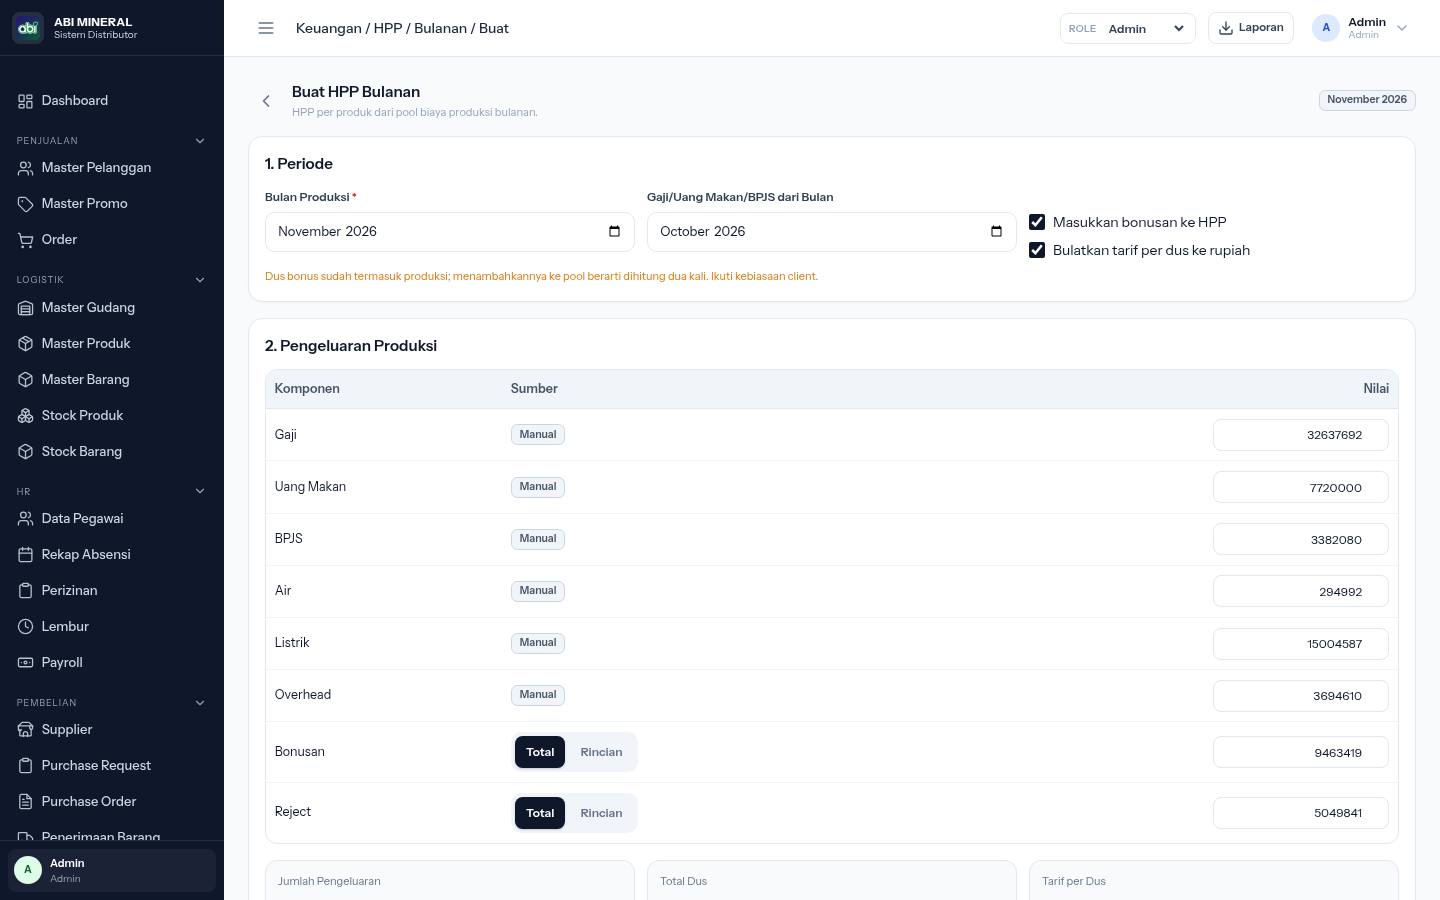 abi
ABI MINERAL
Sistem Distributor
Dashboard
PENJUALAN
Master Pelanggan
Master Promo
Order
LOGISTIK
Master Gudang
Master Produk
Master Barang
Stock Produk
Stock Barang
HR
Data Pegawai
Rekap Absensi
Perizinan
Lembur
Payroll
PEMBELIAN
Supplier
Purchase Request
Purchase Order
Penerimaan Barang
A
Admin
Admin
Keuangan / HPP / Bulanan / Buat
ROLE Admin
Laporan
A
Admin
Admin
Buat HPP Bulanan
HPP per produk dari pool biaya produksi bulanan.
November 2026
1. Periode
Bulan Produksi *
November 2026
Gaji/Uang Makan/BPJS dari Bulan
October 2026
Masukkan bonusan ke HPP
Bulatkan tarif per dus ke rupiah
Dus bonus sudah termasuk produksi; menambahkannya ke pool berarti dihitung dua kali. Ikuti kebiasaan client.
2. Pengeluaran Produksi
Komponen Sumber Nilai
Gaji Manual 32637692
Uang Makan Manual 7720000
BPJS Manual 3382080
Air Manual 294992
Listrik Manual 15004587
Overhead Manual 3694610
Bonusan Total Rincian 9463419
Reject Total Rincian 5049841
Jumlah Pengeluaran
Total Dus
Tarif per Dus